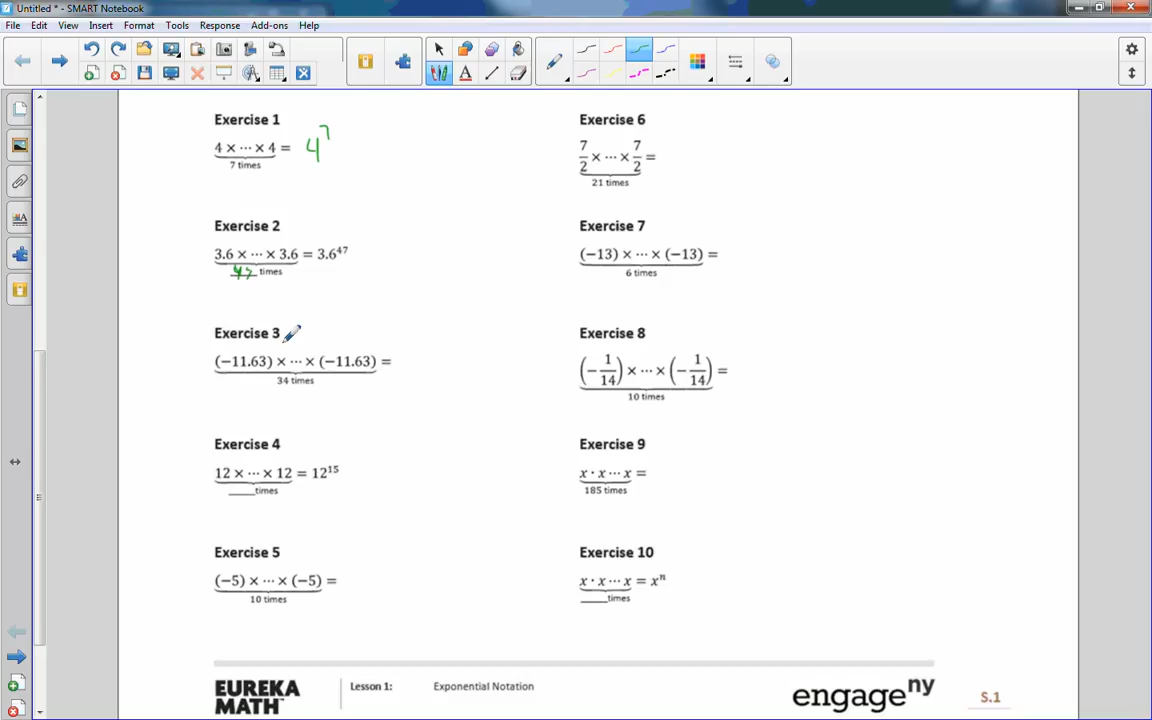 Untitled * - SMART Notebook
File Edit View Insert Format Tools Response Add-ons Help
Exercise 1
4 × ⋯ × 4 = 4⁷
7 times
Exercise 2
3.6 × ⋯ × 3.6 = 3.6⁴⁷
47 times
Exercise 3
(−11.63) × ⋯ × (−11.63) =
34 times
Exercise 4
12 × ⋯ × 12 = 12¹⁵
_____times
Exercise 5
(−5) × ⋯ × (−5) =
10 times
Exercise 6
7/2 × ⋯ × 7/2 =
21 times
Exercise 7
(−13) × ⋯ × (−13) =
6 times
Exercise 8
(−1/14) × ⋯ × (−1/14) =
10 times
Exercise 9
x · x ⋯ x =
185 times
Exercise 10
x · x ⋯ x = xⁿ
_____times
EUREKA
MATH™
Lesson 1: Exponential Notation
engage^ny
S.1